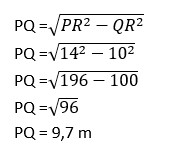 PQ =√PR² − QR²
PQ =√14² − 10²
PQ =√196 − 100
PQ =√96
PQ = 9,7 m